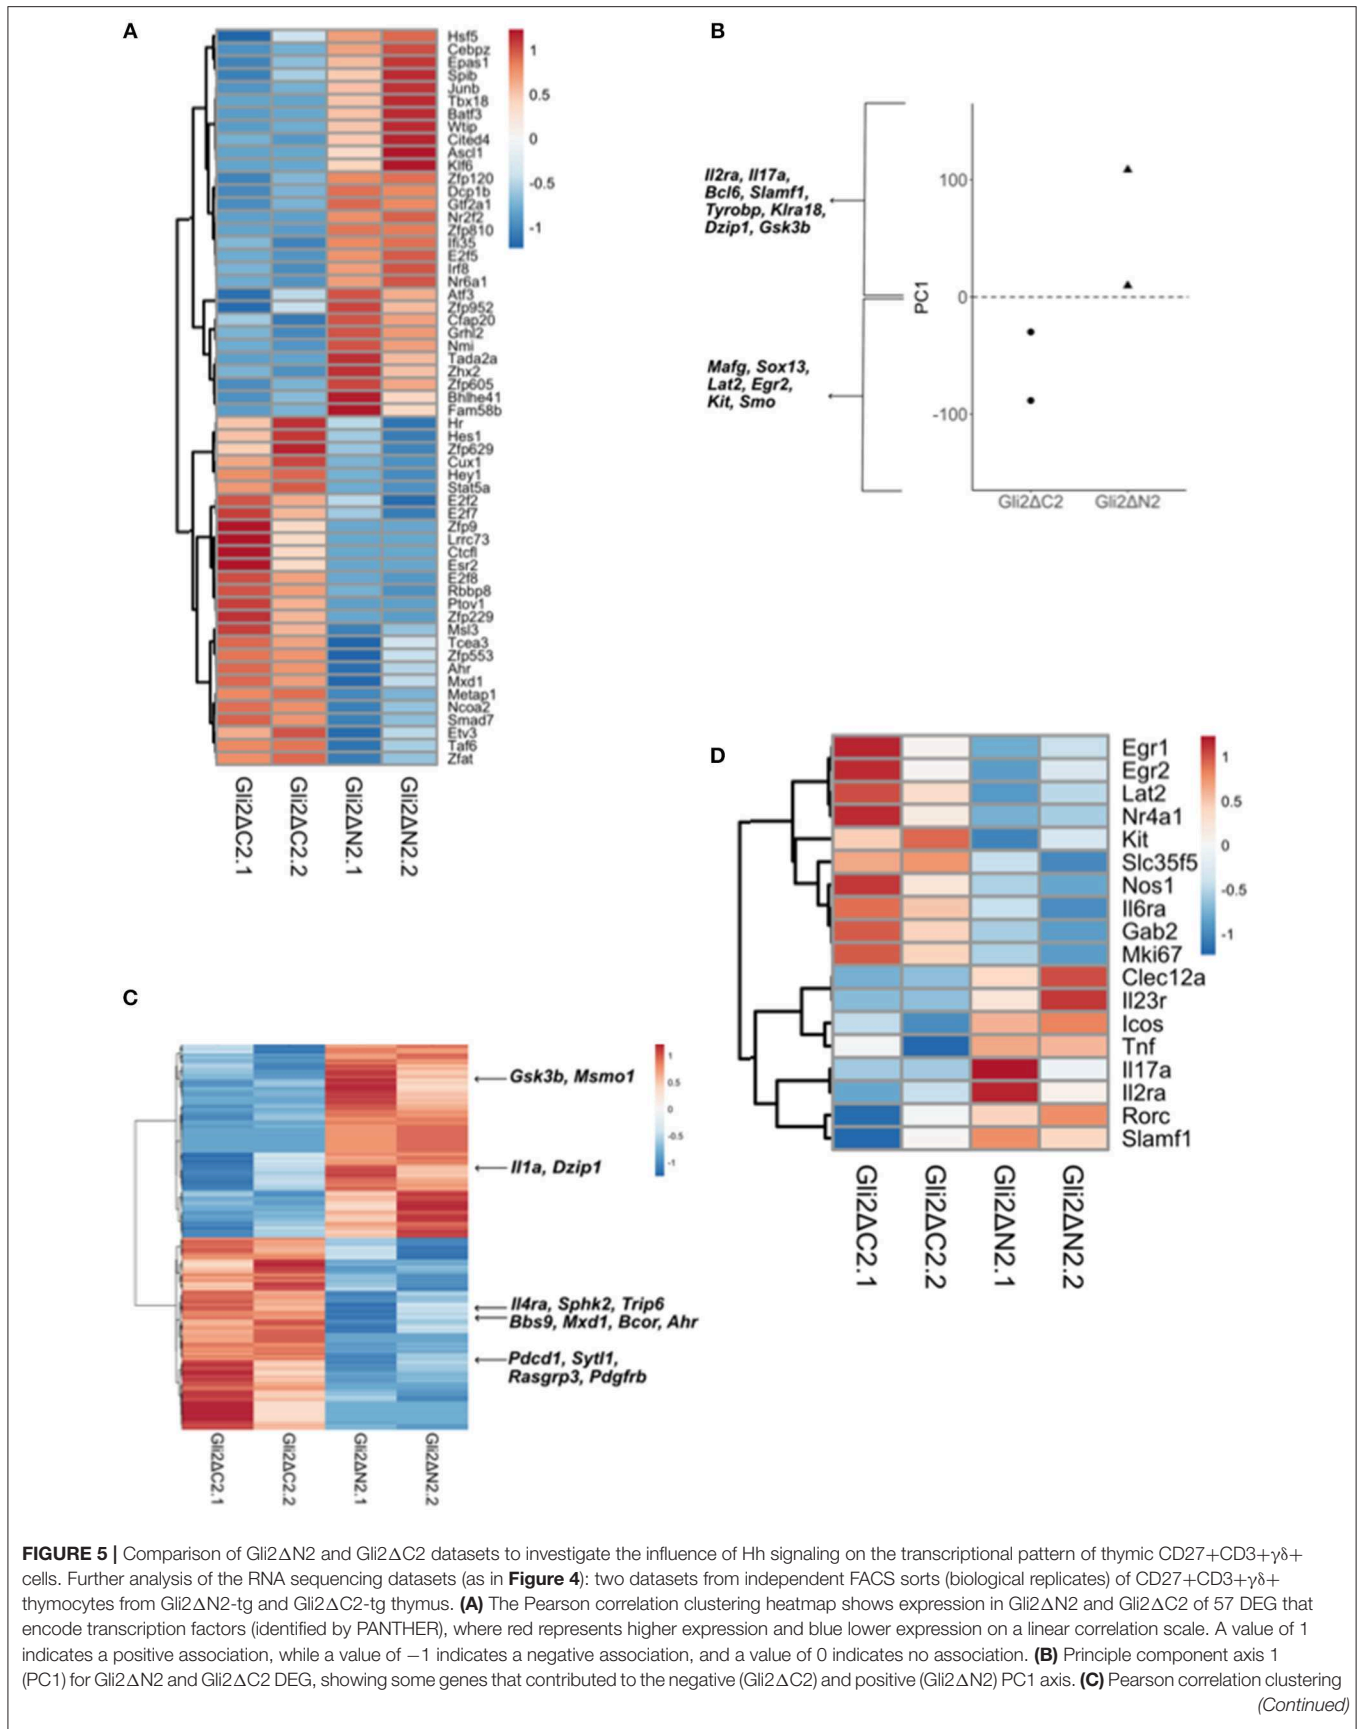 A
Hsf5
Cebpz
Epas1
Spib
Junb
Tbx18
Batf3
Wtip
Cited4
Ascl1
Klf6
Zfp120
Dcp1b
Gtf2a1
Nr2f2
Zfp810
Ifi35
E2f5
Irf8
Nr6a1
Atf3
Zfp952
Cfap20
Grhl2
Nmi
Tada2a
Zhx2
Zfp605
Bhlhe41
Fam58b
Hr
Hes1
Zfp629
Cux1
Hey1
Stat5a
E2f2
E2f7
Zfp9
Lrrc73
Ctcfl
Esr2
E2f8
Rbbp8
Ptov1
Zfp229
Msl3
Tcea3
Zfp553
Ahr
Mxd1
Metap1
Ncoa2
Smad7
Etv3
Taf6
Zfat
1
0.5
0
-0.5
-1
Gli2ΔC2.1
Gli2ΔC2.2
Gli2ΔN2.1
Gli2ΔN2.2
B
Il2ra, Il17a,
Bcl6, Slamf1,
Tyrobp, Klra18,
Dzip1, Gsk3b
Mafg, Sox13,
Lat2, Egr2,
Kit, Smo
PC1
100
0
-100
Gli2ΔC2
Gli2ΔN2
C
Gsk3b, Msmo1
Il1a, Dzip1
Il4ra, Sphk2, Trip6
Bbs9, Mxd1, Bcor, Ahr
Pdcd1, Sytl1,
Rasgrp3, Pdgfrb
1
0.5
0
-0.5
-1
Gli2ΔC2.1
Gli2ΔC2.2
Gli2ΔN2.1
Gli2ΔN2.2
D
Egr1
Egr2
Lat2
Nr4a1
Kit
Slc35f5
Nos1
Il6ra
Gab2
Mki67
Clec12a
Il23r
Icos
Tnf
Il17a
Il2ra
Rorc
Slamf1
1
0.5
0
-0.5
-1
Gli2ΔC2.1
Gli2ΔC2.2
Gli2ΔN2.1
Gli2ΔN2.2
FIGURE 5 | Comparison of Gli2ΔN2 and Gli2ΔC2 datasets to investigate the influence of Hh signaling on the transcriptional pattern of thymic CD27+CD3+γδ+
cells. Further analysis of the RNA sequencing datasets (as in Figure 4): two datasets from independent FACS sorts (biological replicates) of CD27+CD3+γδ+
thymocytes from Gli2ΔN2-tg and Gli2ΔC2-tg thymus. (A) The Pearson correlation clustering heatmap shows expression in Gli2ΔN2 and Gli2ΔC2 of 57 DEG that
encode transcription factors (identified by PANTHER), where red represents higher expression and blue lower expression on a linear correlation scale. A value of 1
indicates a positive association, while a value of −1 indicates a negative association, and a value of 0 indicates no association. (B) Principle component axis 1
(PC1) for Gli2ΔN2 and Gli2ΔC2 DEG, showing some genes that contributed to the negative (Gli2ΔC2) and positive (Gli2ΔN2) PC1 axis. (C) Pearson correlation clustering
(Continued)